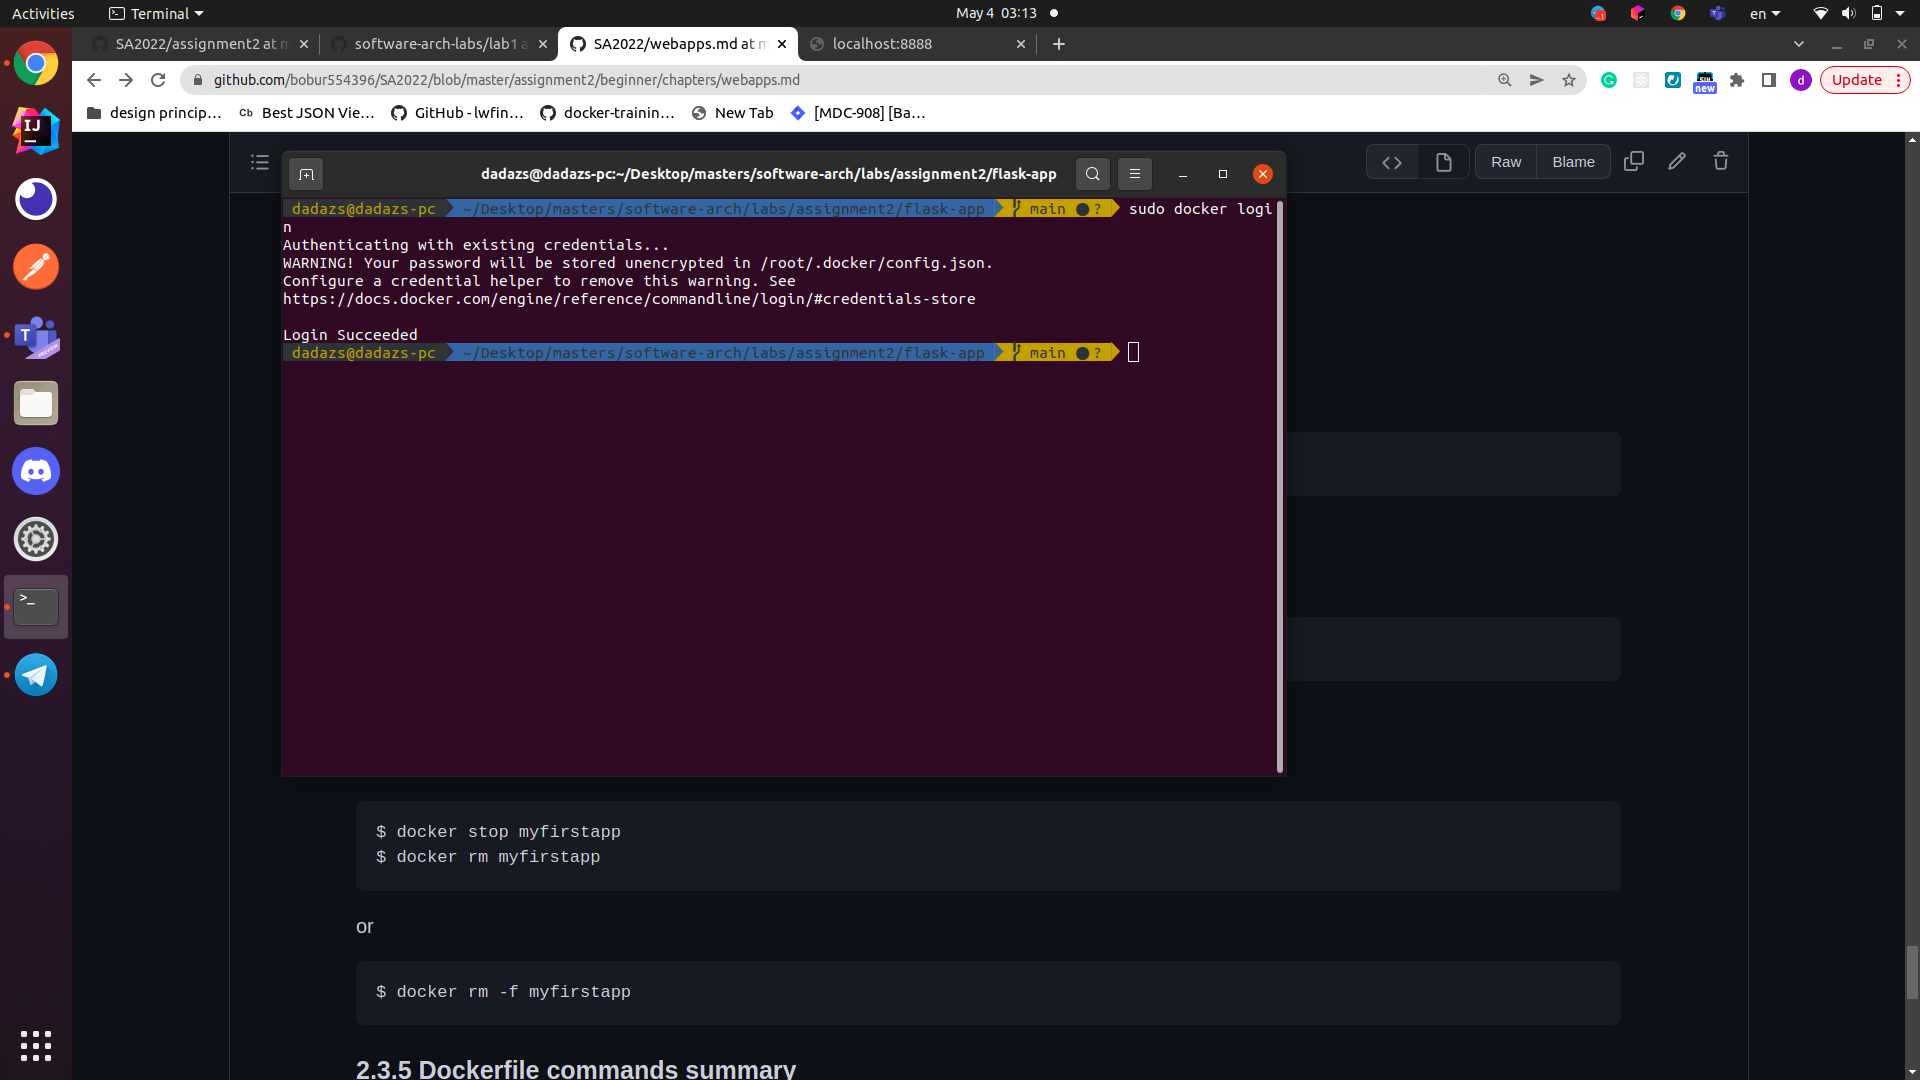 Activities
Terminal
May 4 03:13
en
SA2022/assignment2 at m
software-arch-labs/lab1 a
SA2022/webapps.md at m
localhost:8888
github.com/bobur554396/SA2022/blob/master/assignment2/beginner/chapters/webapps.md
new
d
Update
design princip…
Cb Best JSON Vie…
GitHub - lwfin…
docker-trainin…
New Tab
[MDC-908] [Ba…
Raw
Blame
dadazs@dadazs-pc:~/Desktop/masters/software-arch/labs/assignment2/flask-app
dadazs@dadazs-pc ~/Desktop/masters/software-arch/labs/assignment2/flask-app main ●? sudo docker logi
n
Authenticating with existing credentials...
WARNING! Your password will be stored unencrypted in /root/.docker/config.json.
Configure a credential helper to remove this warning. See
https://docs.docker.com/engine/reference/commandline/login/#credentials-store
Login Succeeded
dadazs@dadazs-pc ~/Desktop/masters/software-arch/labs/assignment2/flask-app main ●?
$ docker stop myfirstapp
$ docker rm myfirstapp
or
$ docker rm -f myfirstapp
2.3.5 Dockerfile commands summary